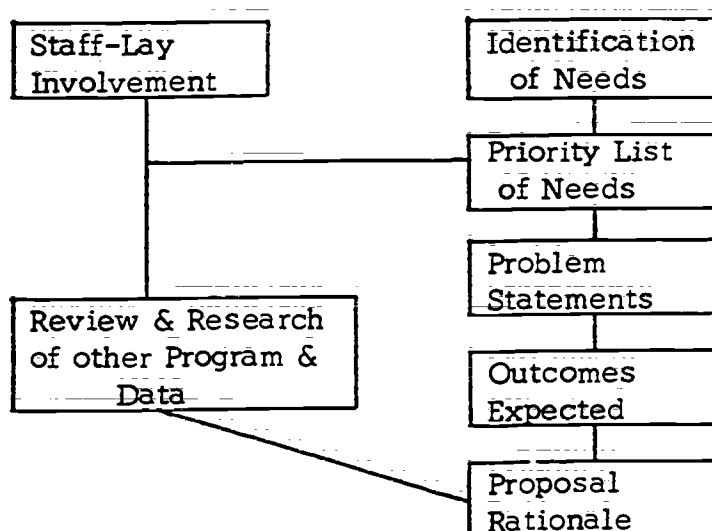 Staff-Lay
Involvement
Identification
of Needs
Priority List
of Needs
Problem
Statements
Review & Research
of other Program &
Data
Outcomes
Expected
Proposal
Rationale